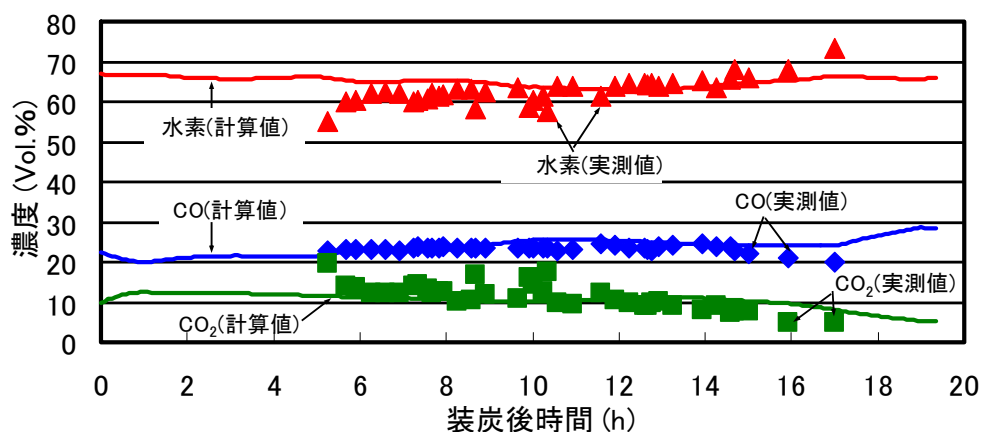 80
70
60
50
40
30
20
10
0
濃度 (Vol.%)
水素(計算値)
水素(実測値)
CO(計算値)
CO(実測値)
CO₂(計算値)
CO₂(実測値)
0 2 4 6 8 10 12 14 16 18 20
装炭後時間 (h)